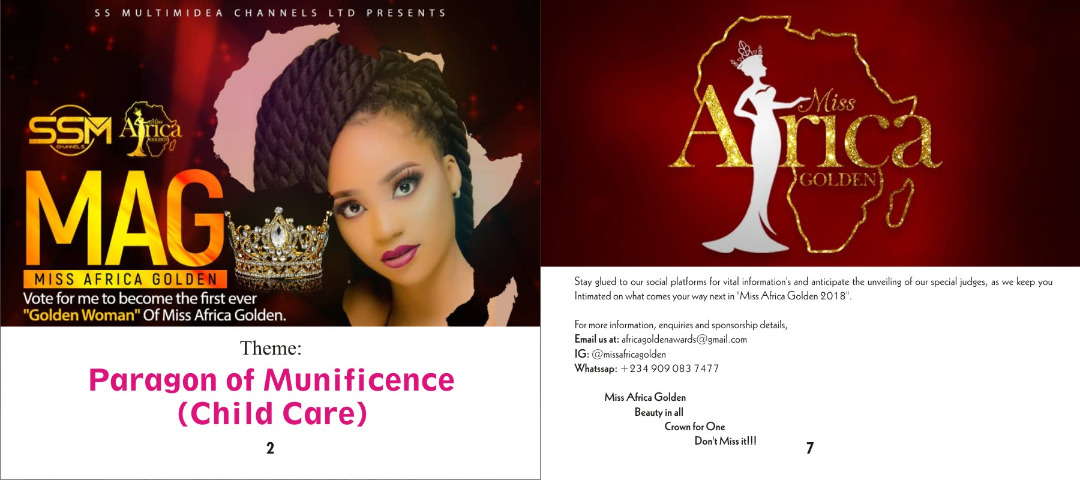 SS MULTIMIDEA CHANNELS LTD PRESENTS
SSM
CHANNELS
Miss
Africa
GOLDEN
MAG
MISS AFRICA GOLDEN
Vote for me to become the first ever
"Golden Woman" Of Miss Africa Golden.
Theme:
Paragon of Munificence
(Child Care)
2
Miss
Africa
GOLDEN
Stay glued to our social platforms for vital information's and anticipate the unveiling of our special judges, as we keep you
Intimated on what comes your way next in "Miss Africa Golden 2018".
For more information, enquiries and sponsorship details,
Email us at: africagoldenawards@gmail.com
IG: @missafricagolden
Whatssap: +234 909 083 7477
Miss Africa Golden
Beauty in all
Crown for One
Don't Miss it!!!
7